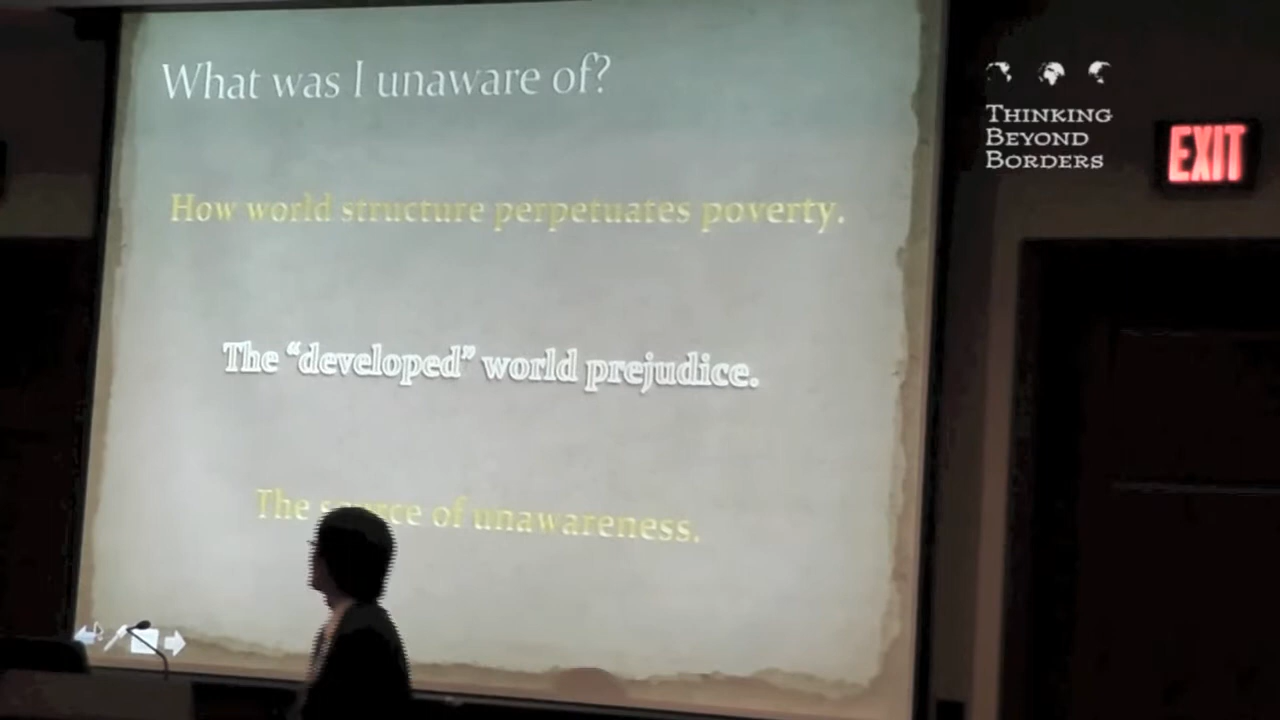 What was I unaware of?
How world structure perpetuates poverty.
The “developed” world prejudice.
The source of unawareness.
THINKING
BEYOND
BORDERS
EXIT